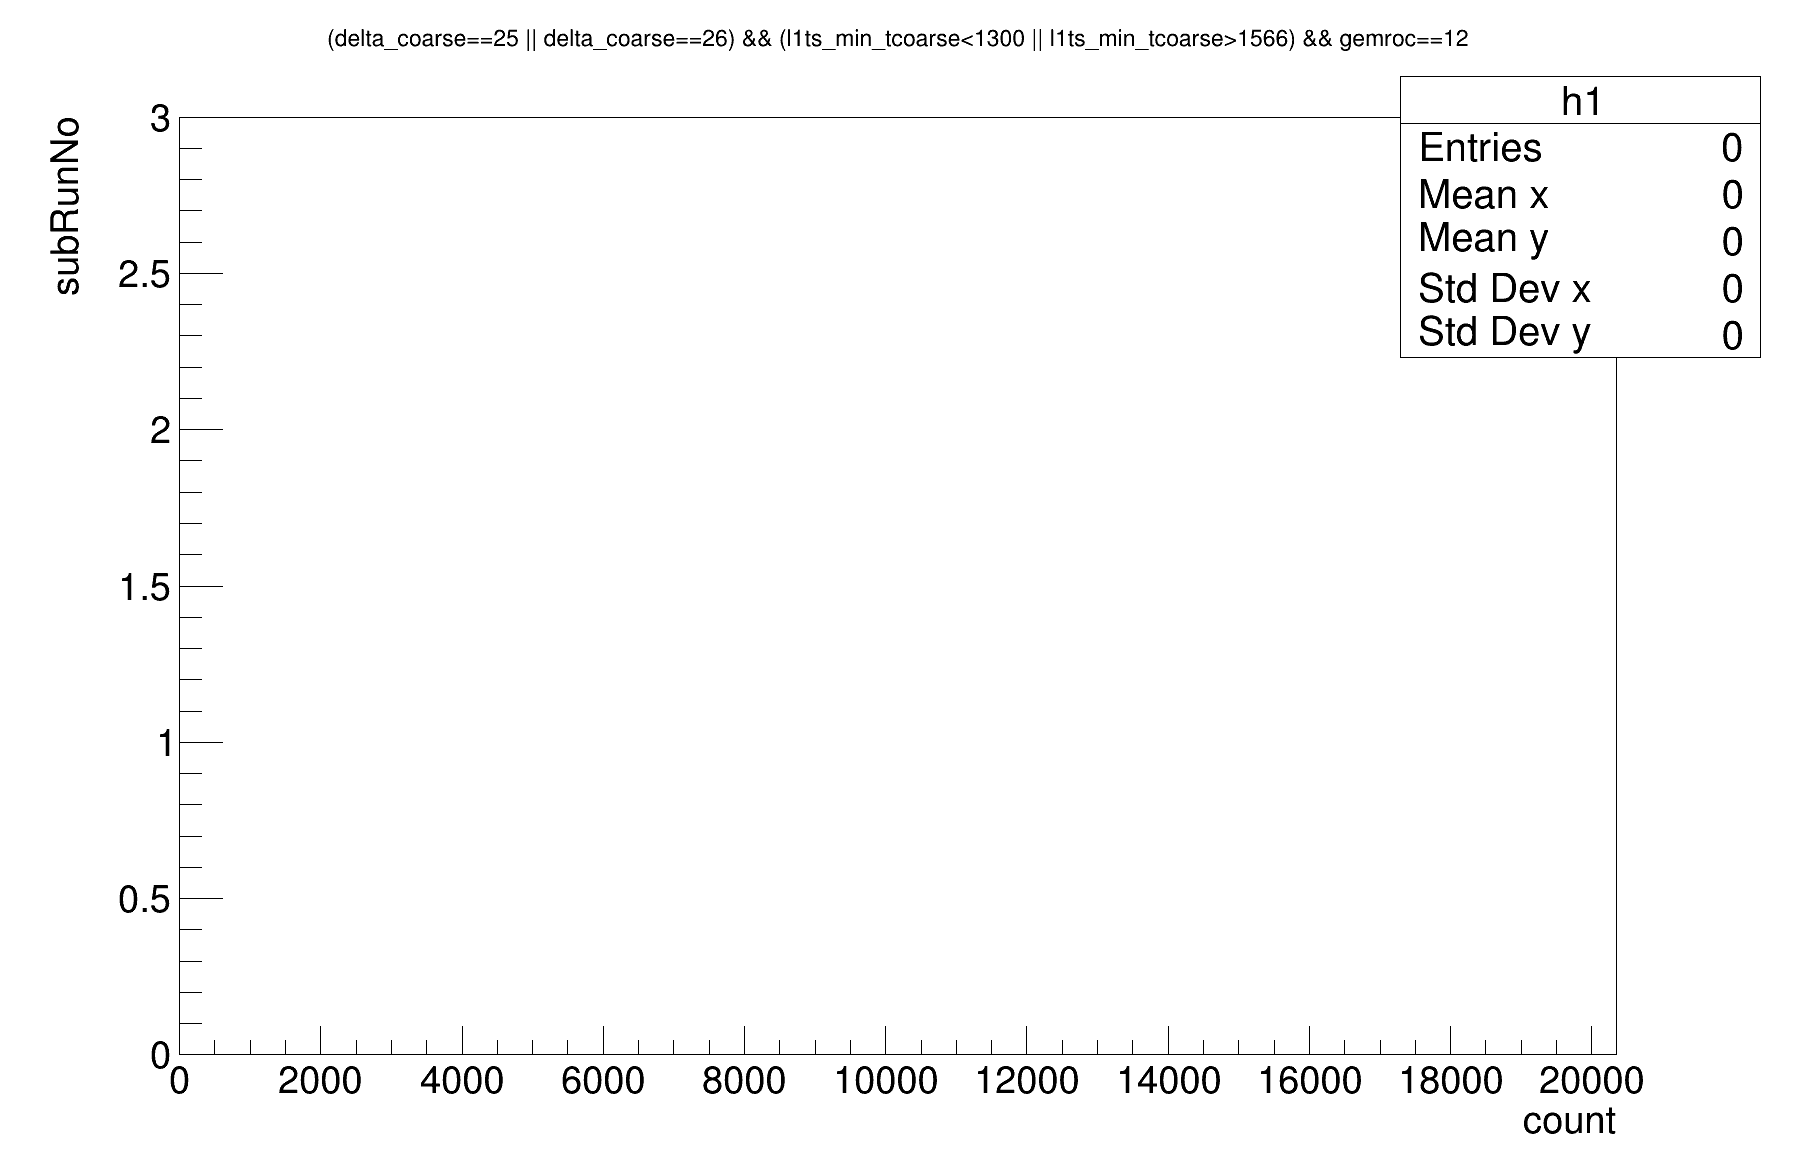 (delta_coarse==25 || delta_coarse==26) && (l1ts_min_tcoarse<1300 || l1ts_min_tcoarse>1566) && gemroc==12
h1
Entries 0
Mean x 0
Mean y 0
Std Dev x 0
Std Dev y 0
subRunNo
3
2.5
2
1.5
1
0.5
0
0 2000 4000 6000 8000 10000 12000 14000 16000 18000 20000
count